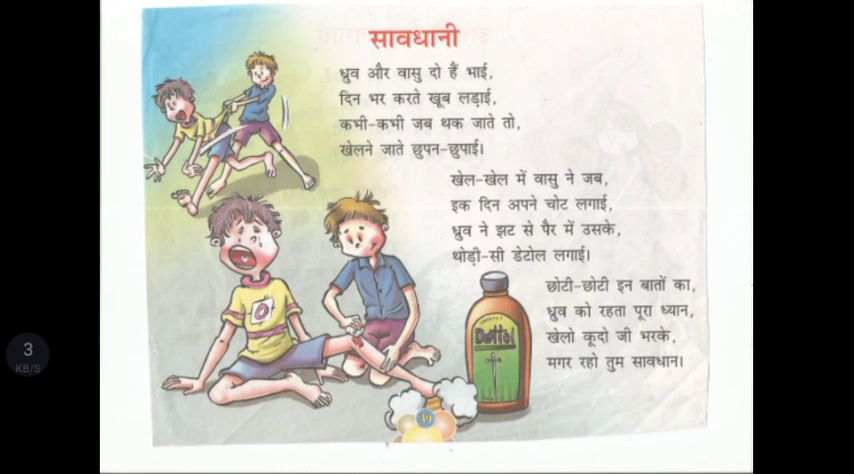 सावधानी
ध्रुव और वासु दो हैं भाई,
दिन भर करते खूब लड़ाई,
कभी-कभी जब थक जाते तो,
खेलने जाते छुपन-छुपाई।
खेल-खेल में वासु ने जब,
इक दिन अपने चोट लगाई,
ध्रुव ने झट से पैर में उसके,
थोड़ी-सी डेटोल लगाई।
छोटी-छोटी इन बातों का,
ध्रुव को रहता पूरा ध्यान,
खेलो कूदो जी भरके,
मगर रहो तुम सावधान।
Dettol
3
KB/S